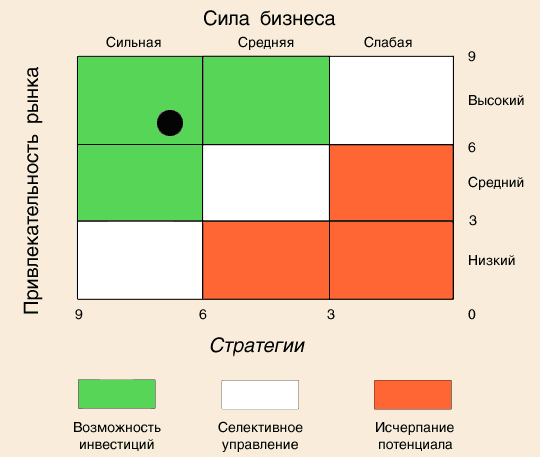 Сила бизнеса
Сильная Средняя Слабая
Привлекательность рынка
9
Высокий
6
Средний
3
Низкий
9 6 3 0
Стратегии
Возможность инвестиций
Селективное управление
Исчерпание потенциала